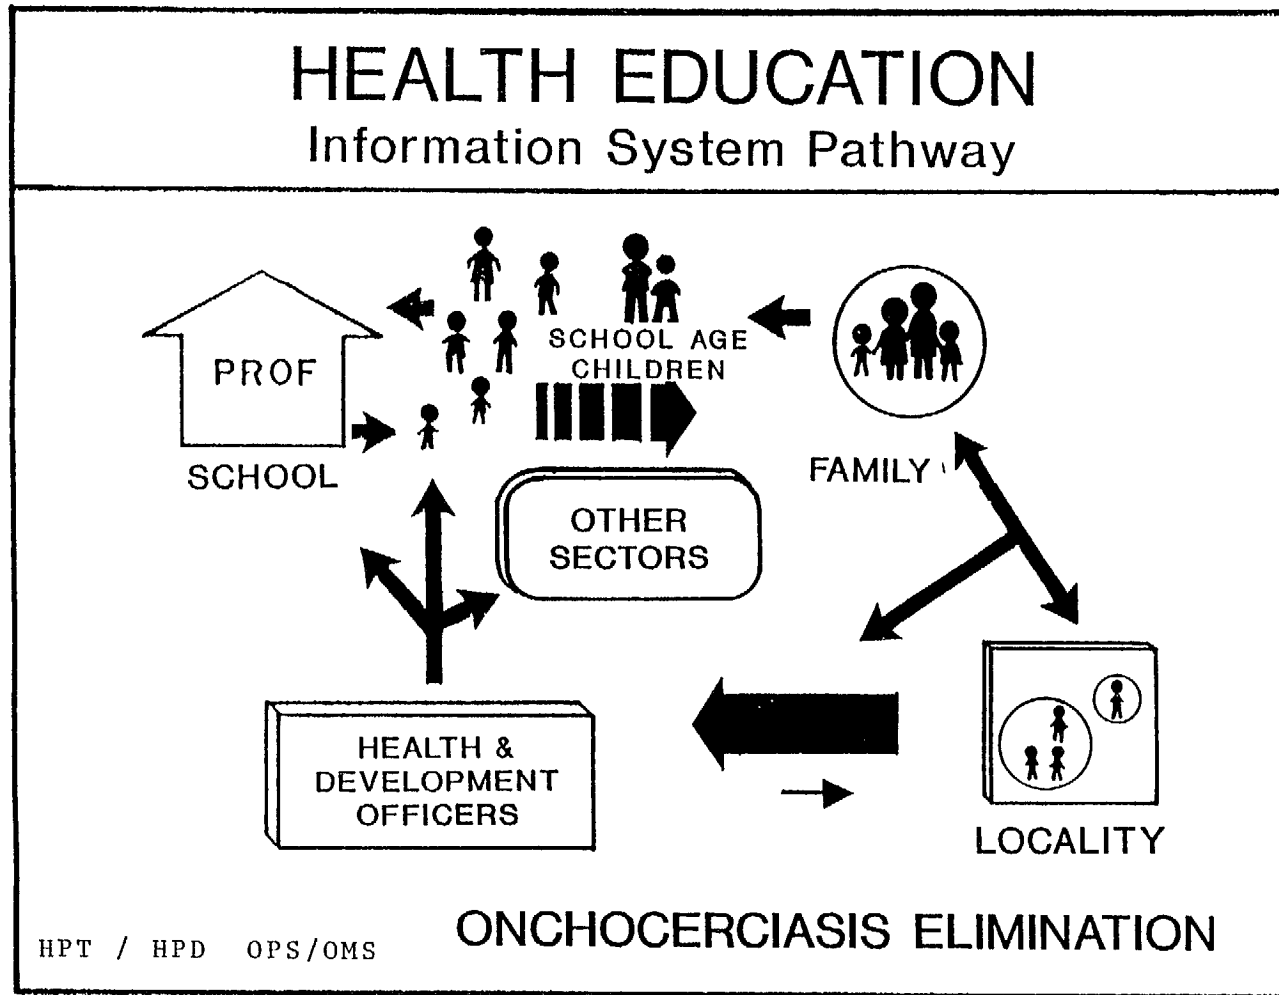 HEALTH EDUCATION
Information System Pathway
SCHOOL AGE
CHILDREN
PROF
SCHOOL
FAMILY
OTHER
SECTORS
HEALTH &
DEVELOPMENT
OFFICERS
LOCALITY
ONCHOCERCIASIS ELIMINATION
HPT / HPD OPS/OMS